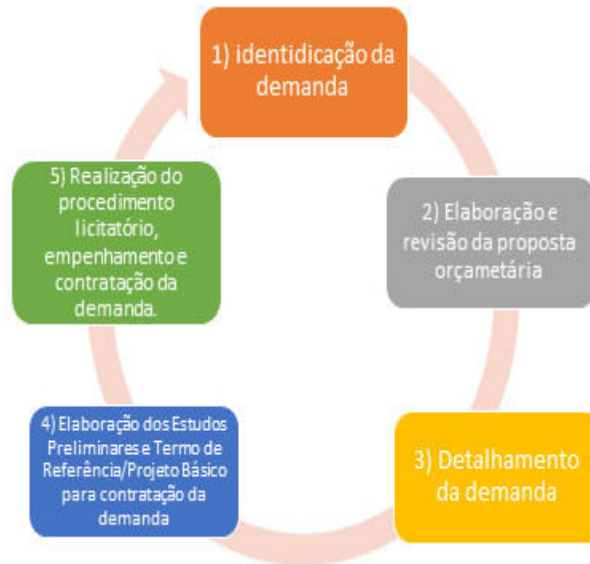 1) identidicação da
demanda
2) Elaboração e
revisão da proposta
orçametária
3) Detalhamento
da demanda
4) Elaboração dos Estudos
Preliminares e Termo de
Referência/Projeto Básico
para contratação da
demanda
5) Realização do
procedimento
licitatório,
empenhamento e
contratação da
demanda.